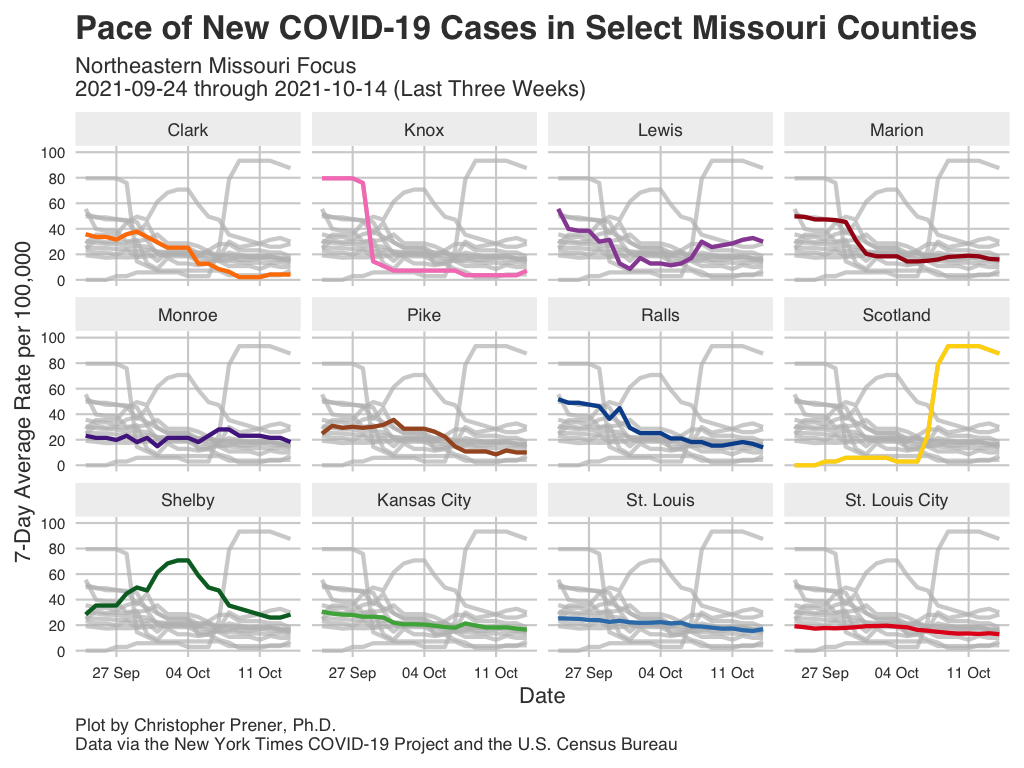 Pace of New COVID-19 Cases in Select Missouri Counties
Northeastern Missouri Focus
2021-09-24 through 2021-10-14 (Last Three Weeks)
Clark Knox Lewis Marion
100
80
60
40
20
0
Monroe Pike Ralls Scotland
100
80
60
40
20
0
Shelby Kansas City St. Louis St. Louis City
100
80
60
40
20
0
7-Day Average Rate per 100,000
27 Sep 04 Oct 11 Oct 27 Sep 04 Oct 11 Oct 27 Sep 04 Oct 11 Oct 27 Sep 04 Oct 11 Oct
Date
Plot by Christopher Prener, Ph.D.
Data via the New York Times COVID-19 Project and the U.S. Census Bureau